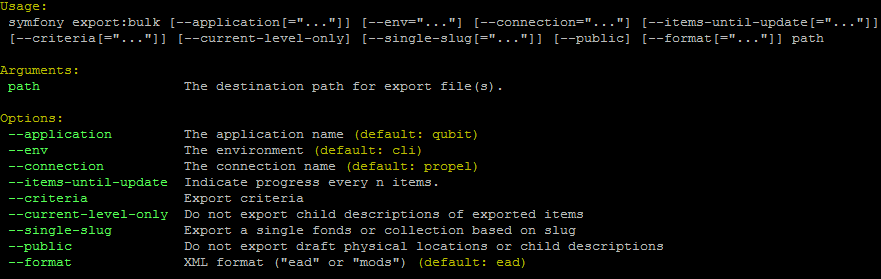 Usage:
symfony export:bulk [--application[="..."]] [--env="..."] [--connection="..."] [--items-until-update[="..."]]
[--criteria[="..."]] [--current-level-only] [--single-slug[="..."]] [--public] [--format[="..."]] path
Arguments:
path The destination path for export file(s).
Options:
--application The application name (default: qubit)
--env The environment (default: cli)
--connection The connection name (default: propel)
--items-until-update Indicate progress every n items.
--criteria Export criteria
--current-level-only Do not export child descriptions of exported items
--single-slug Export a single fonds or collection based on slug
--public Do not export draft physical locations or child descriptions
--format XML format ("ead" or "mods") (default: ead)